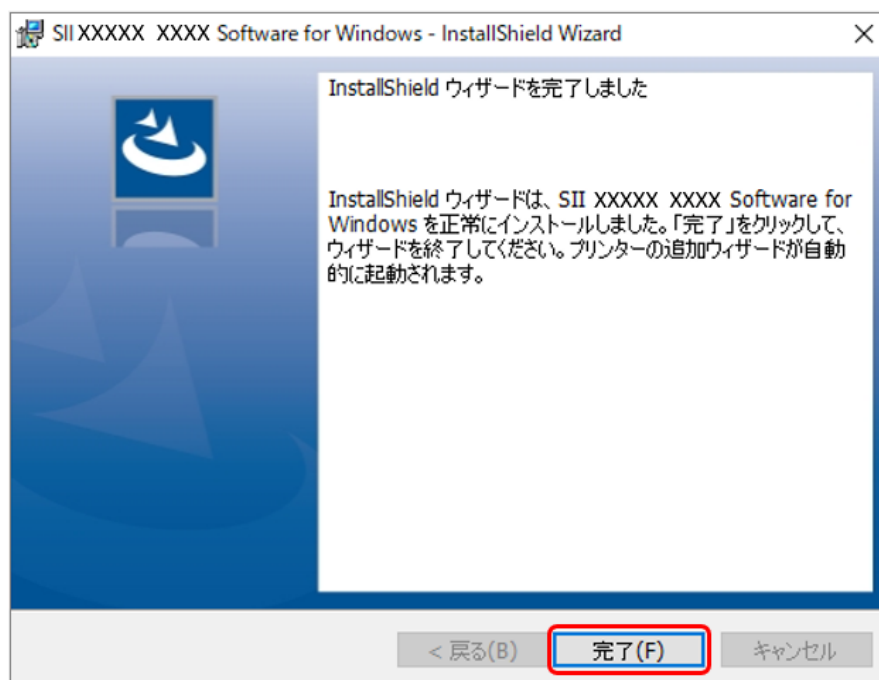 SII XXXXX XXXX Software for Windows - InstallShield Wizard
InstallShield ウィザードを完了しました
InstallShield ウィザードは、SII XXXXX XXXX Software for
Windows を正常にインストールしました。「完了」をクリックして、
ウィザードを終了してください。プリンターの追加ウィザードが自動
的に起動されます。
< 戻る(B)
完了(F)
キャンセル